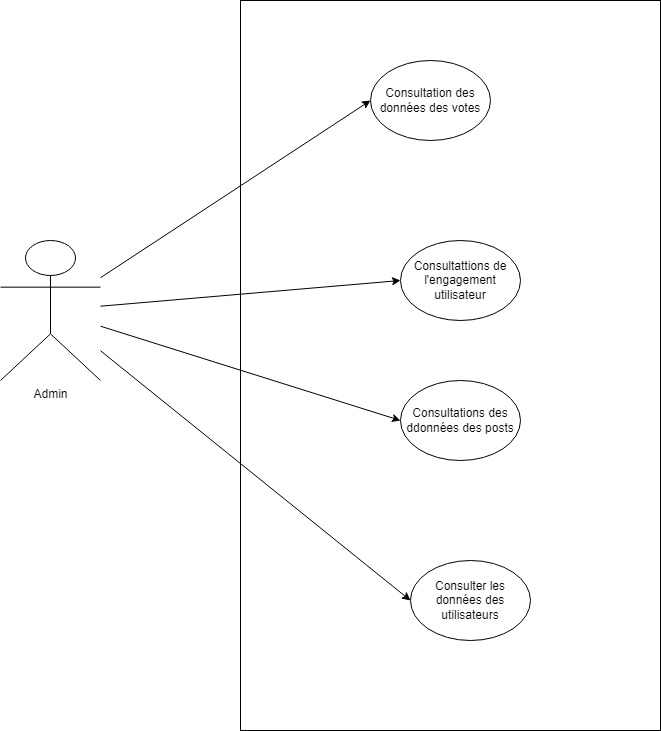 Consultation des
données des votes
Consultattions de
l'engagement
utilisateur
Consultations des
ddonnées des posts
Admin
Consulter les
données des
utilisateurs